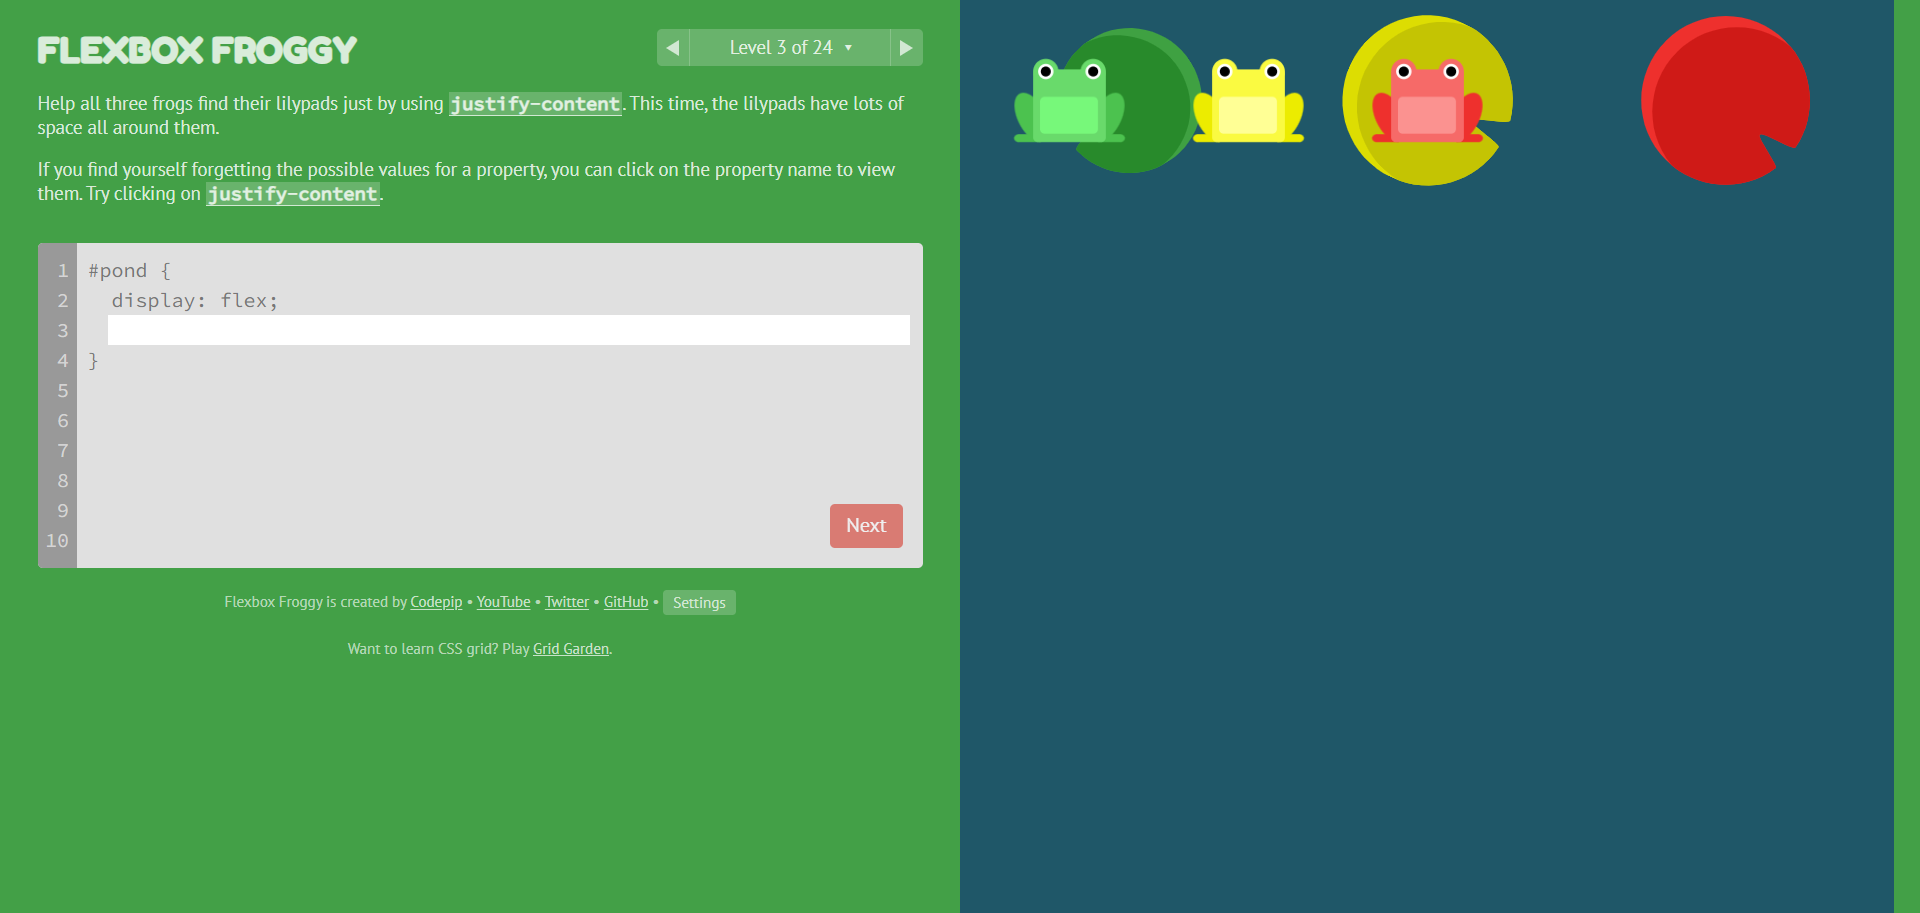 FLEXBOX FROGGY
Level 3 of 24 ▼
Help all three frogs find their lilypads just by using justify-content. This time, the lilypads have lots of
space all around them.
If you find yourself forgetting the possible values for a property, you can click on the property name to view
them. Try clicking on justify-content.
1 #pond {
2 display: flex;
3
4 }
5
6
7
8
9
10
Next
Flexbox Froggy is created by Codepip • YouTube • Twitter • GitHub • Settings
Want to learn CSS grid? Play Grid Garden.